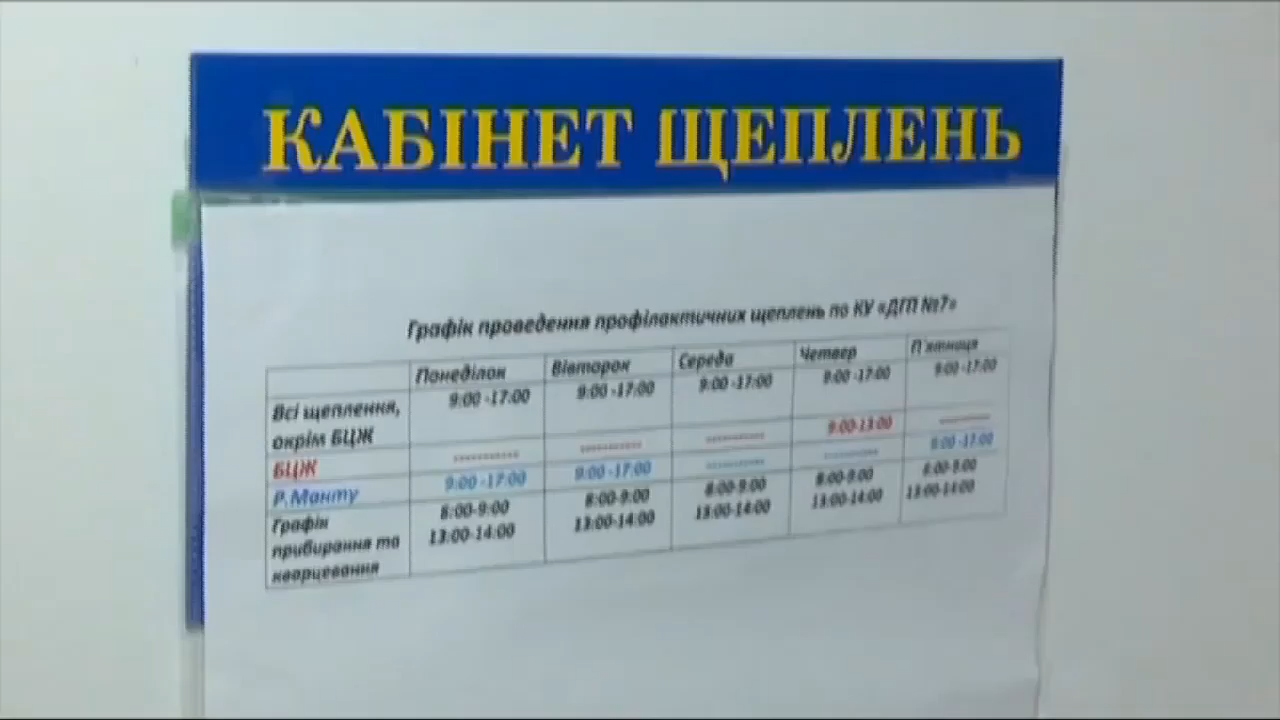 КАБІНЕТ ЩЕПЛЕНЬ
Графік проведення профілактичних щеплень по КУ «ДГП №7»
Понеділок Вівторок Середа Четвер П`ятниця
Всі щеплення, 9:00 -17:00 9:00 -17:00 9:00 -17:00 9:00 -17:00 9:00 -17:00
окрім БЦЖ
БЦЖ ------------ ----------- ----------- 9:00-13:00 ----------
Р.Манту 9:00 -17:00 9:00 -17:00 ----------- ---------- 9:00 -17:00
Графік 8:00-9:00 8:00-9:00 8:00-9:00 8:00-9:00 8:00-9:00
прибирання та 13:00-14:00 13:00-14:00 13:00-14:00 13:00-14:00 13:00-14:00
кварцевання